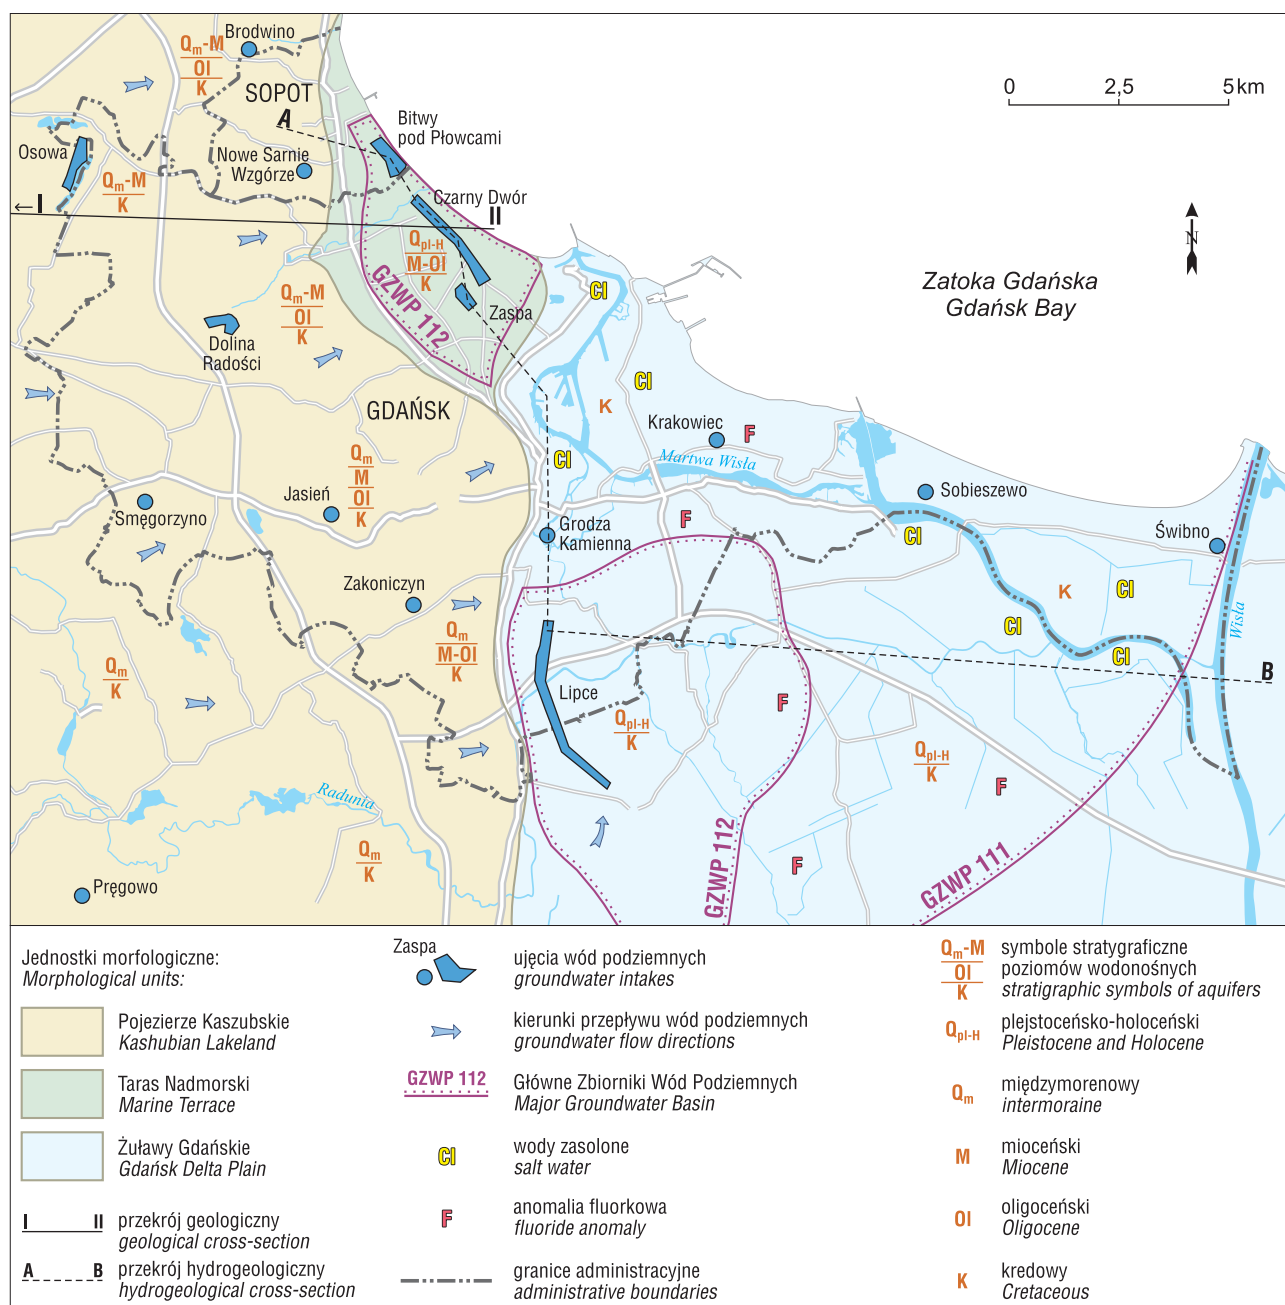 Brodwino
Qm-M
Ol
K
SOPOT
A
Bitwy
pod Płowcami
0 2,5 5 km
Osowa
Nowe Sarnie
Wzgórze
Qm-M
K
Czarny Dwór
I
II
N
Qpl-H
M-Ol
K
GZWP 112
Zatoka Gdańska
Gdańsk Bay
Cl
Qm-M
Ol
K
Zaspa
Dolina
Radości
Cl
GDAŃSK
K
Krakowiec
F
Martwa Wisła
Cl
Qm
M
Ol
K
Jasień
Smęgorzyno
Sobieszewo
F
Grodza
Kamienna
Cl
Świbno
Zakoniczyn
K
Cl
Cl
Wisła
Qm
M-Ol
K
Cl
B
Qm
K
Lipce
F
Qpl-H
K
Qpl-H
K
F
Radunia
GZWP 112
GZWP 111
Qm
K
F
Pręgowo
Jednostki morfologiczne:
Morphological units:
Pojezierze Kaszubskie
Kashubian Lakeland
Taras Nadmorski
Marine Terrace
Żuławy Gdańskie
Gdańsk Delta Plain
I II
przekrój geologiczny
geological cross-section
A B
przekrój hydrogeologiczny
hydrogeological cross-section
Zaspa
ujęcia wód podziemnych
groundwater intakes
kierunki przepływu wód podziemnych
groundwater flow directions
GZWP 112
Główne Zbiorniki Wód Podziemnych
Major Groundwater Basin
Cl
wody zasolone
salt water
F
anomalia fluorkowa
fluoride anomaly
granice administracyjne
administrative boundaries
Qm-M
Ol
K
symbole stratygraficzne
poziomów wodonośnych
stratigraphic symbols of aquifers
Qpl-H
plejstoceńsko-holoceński
Pleistocene and Holocene
Qm
międzymorenowy
intermoraine
M
mioceński
Miocene
Ol
oligoceński
Oligocene
K
kredowy
Cretaceous